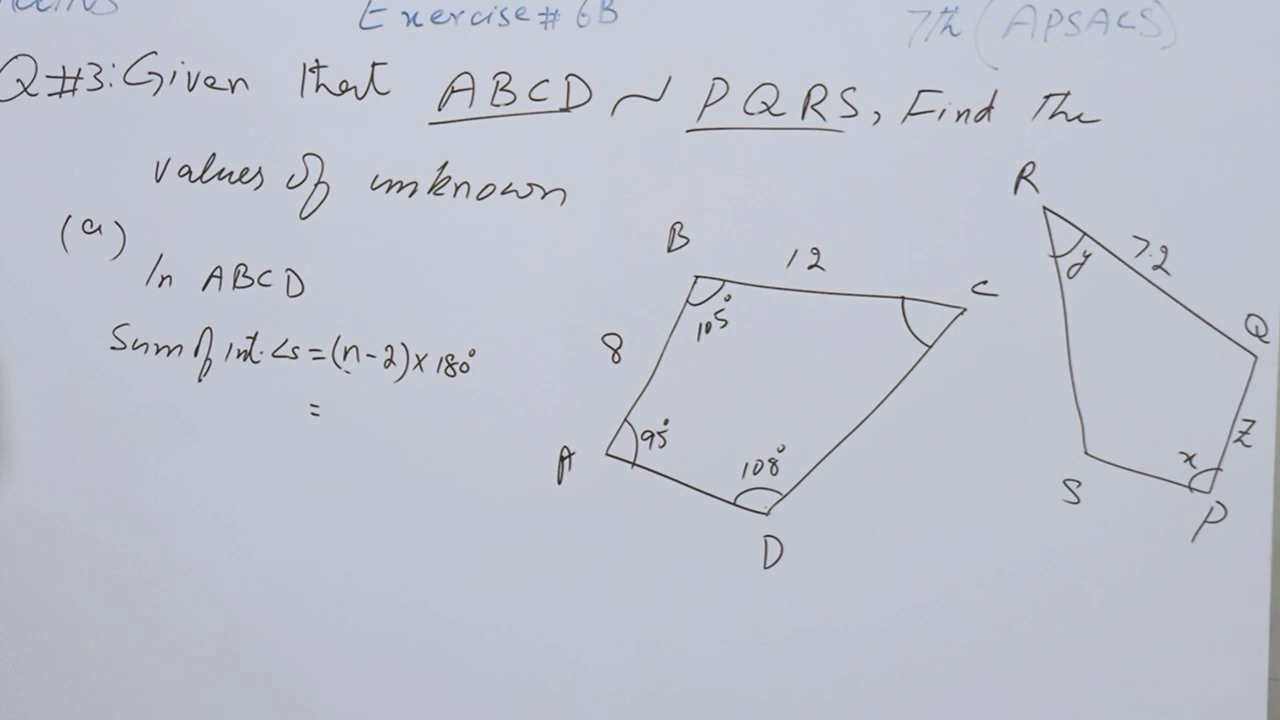 Exercise # 6B
7th (APSACS)
Q#3: Given that ABCD ~ PQRS, Find The
values of unknown
(a)
In ABCD
Sum of int. <s = (n-2) × 180°
=
B
12
C
105°
8
A
95°
108°
D
R
7.2
y
Q
z
x
S
P